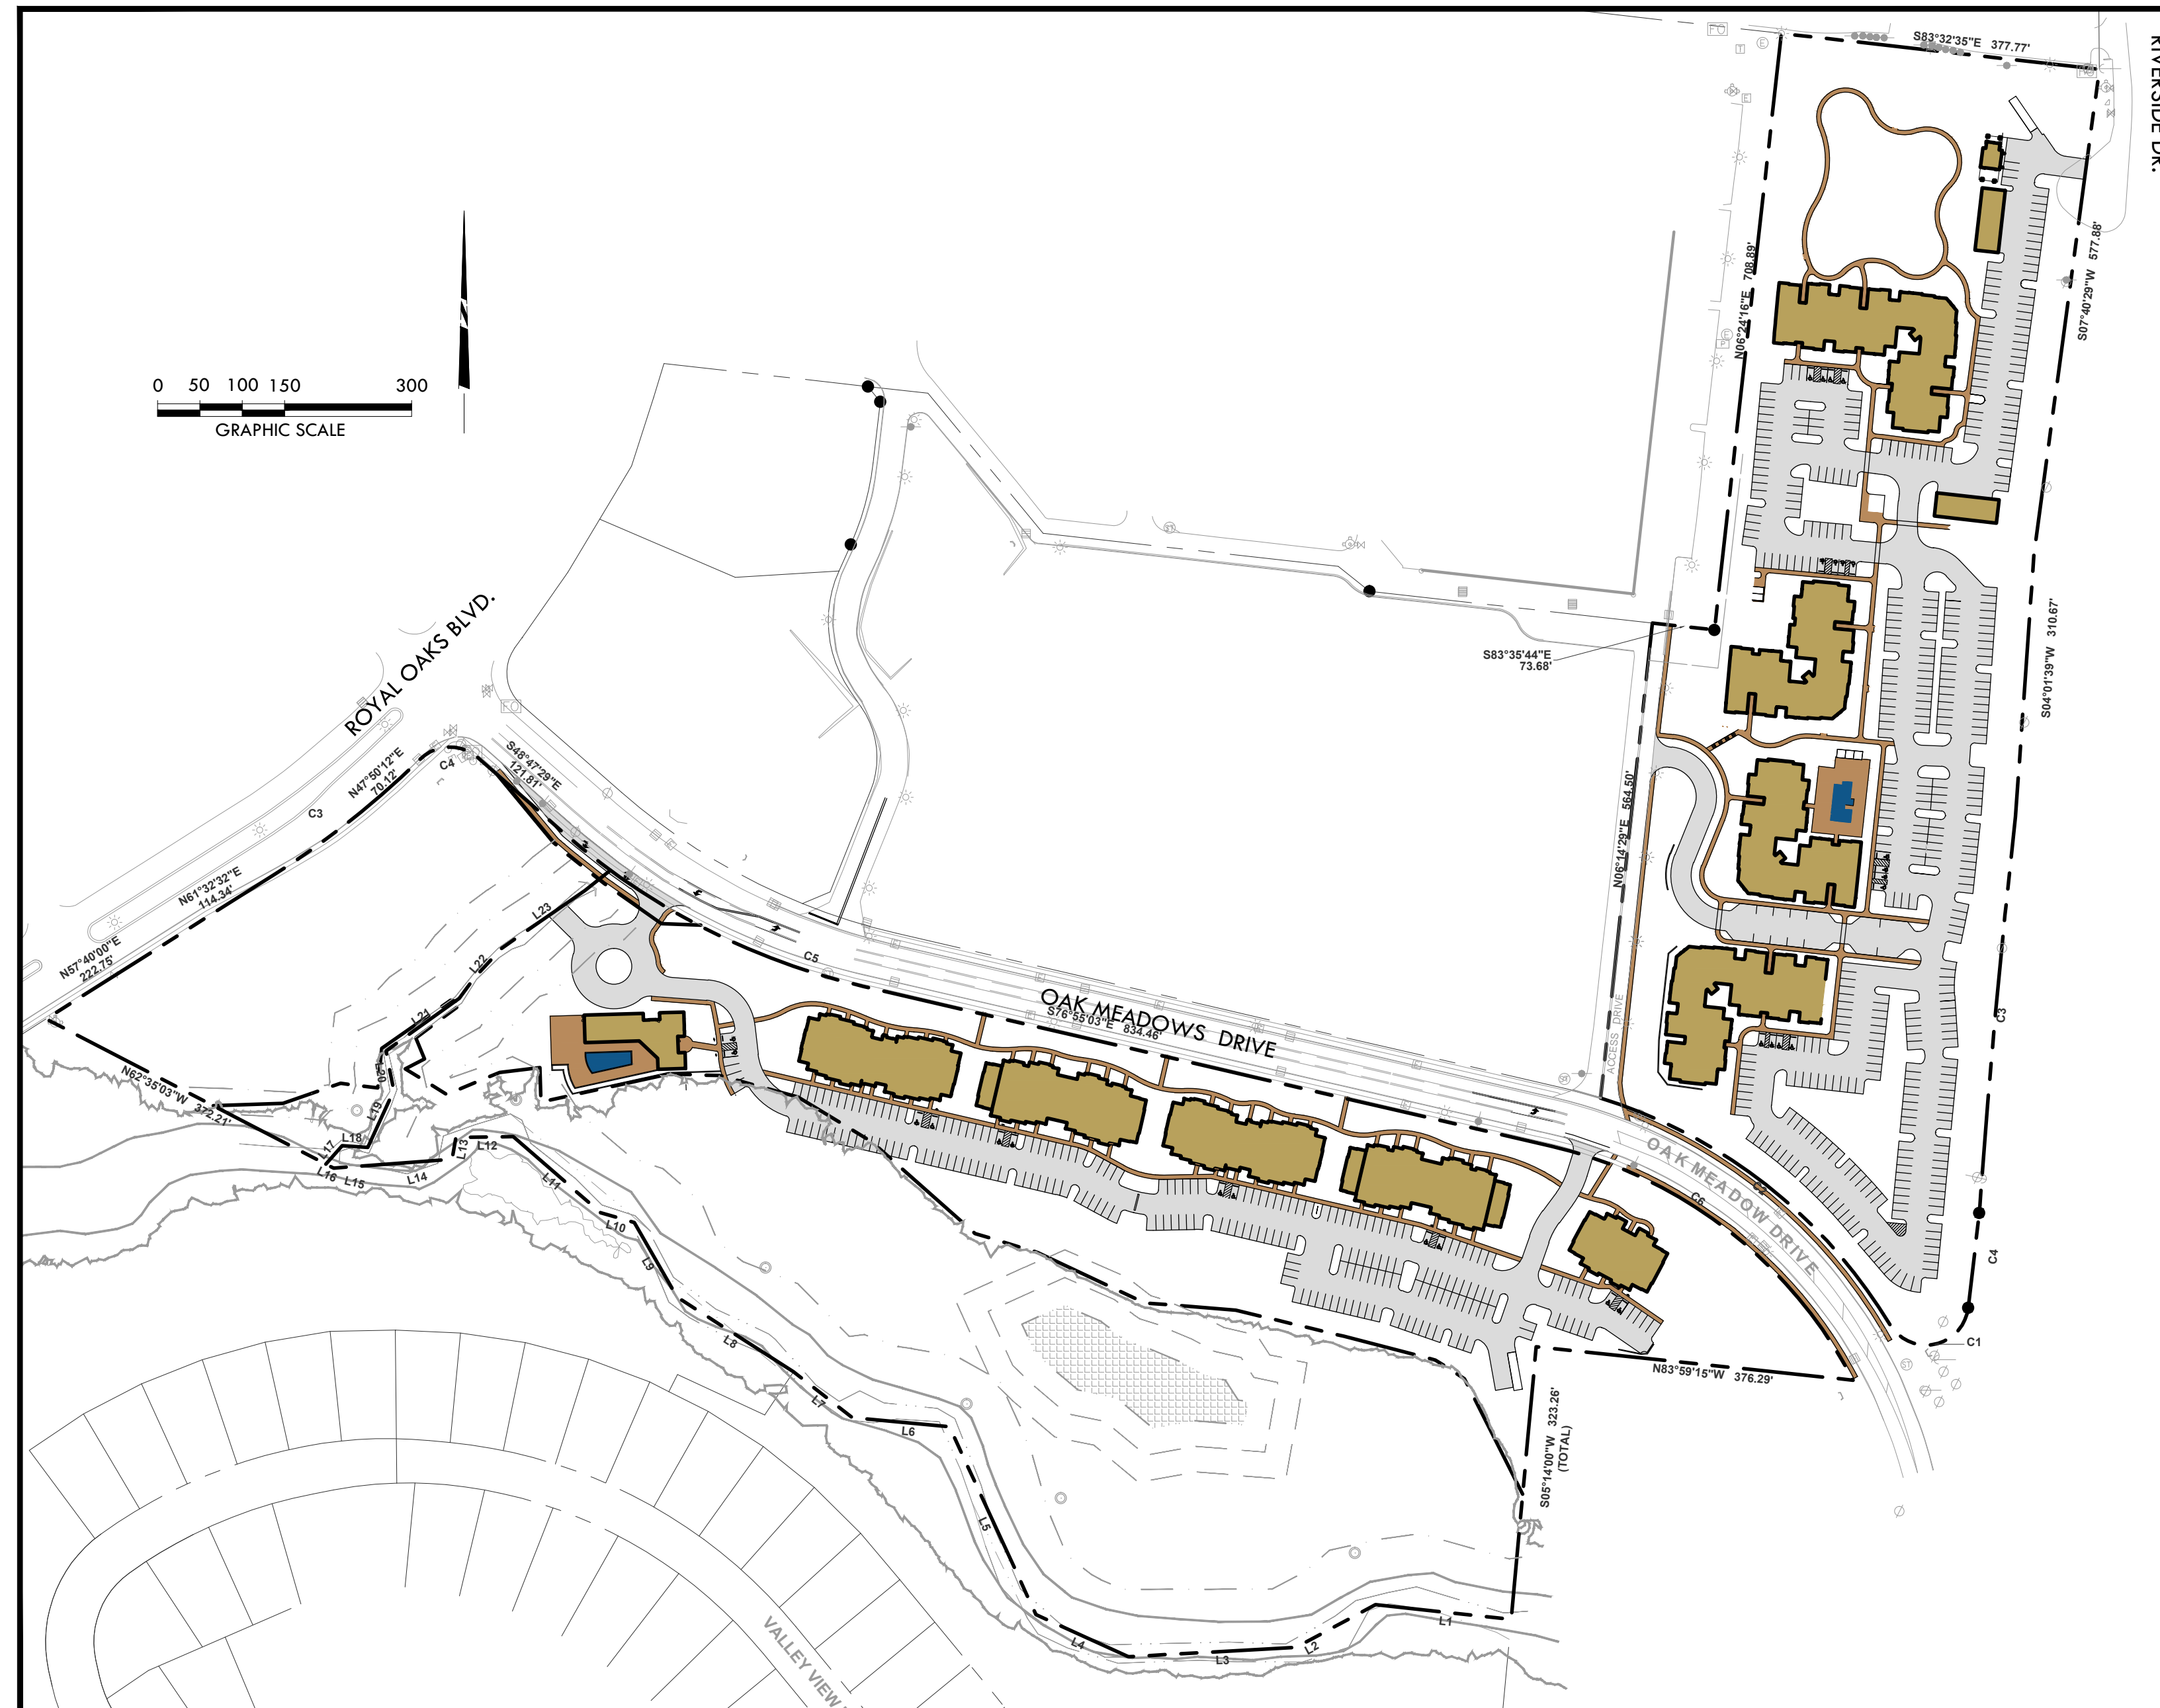 S83°32'35"E 377.77'
RIVERSIDE DR.
N
0 50 100 150 300
GRAPHIC SCALE
N06°24'16"E 708.89'
S07°40'29"W 577.88'
ROYAL OAKS BLVD.
S83°35'44"E
73.68'
S04°01'39"W 310.67'
C4
S48°47'29"E
121.81'
N47°50'12"E
70.12'
C3
N61°32'32"E
114.34'
N57°40'00"E
222.75'
N06°14'29"E 564.50'
L23
L22
L21
C5
OAK MEADOWS DRIVE
S76°55'03"E 834.46'
ACCESS DRIVE
C3
N62°35'03"W 372.21'
L20
L19
L18
L17
L16
L15
L14
L13
L12
L11
L10
L9
L8
L7
L6
L5
L4
L3
L2
L1
OAK MEADOW DRIVE
C2
C6
C4
C1
N83°59'15"W 376.29'
S05°14'00"W 323.26'
(TOTAL)
VALLEY VIEW
FO
T
E
E
E
P
FO
ST